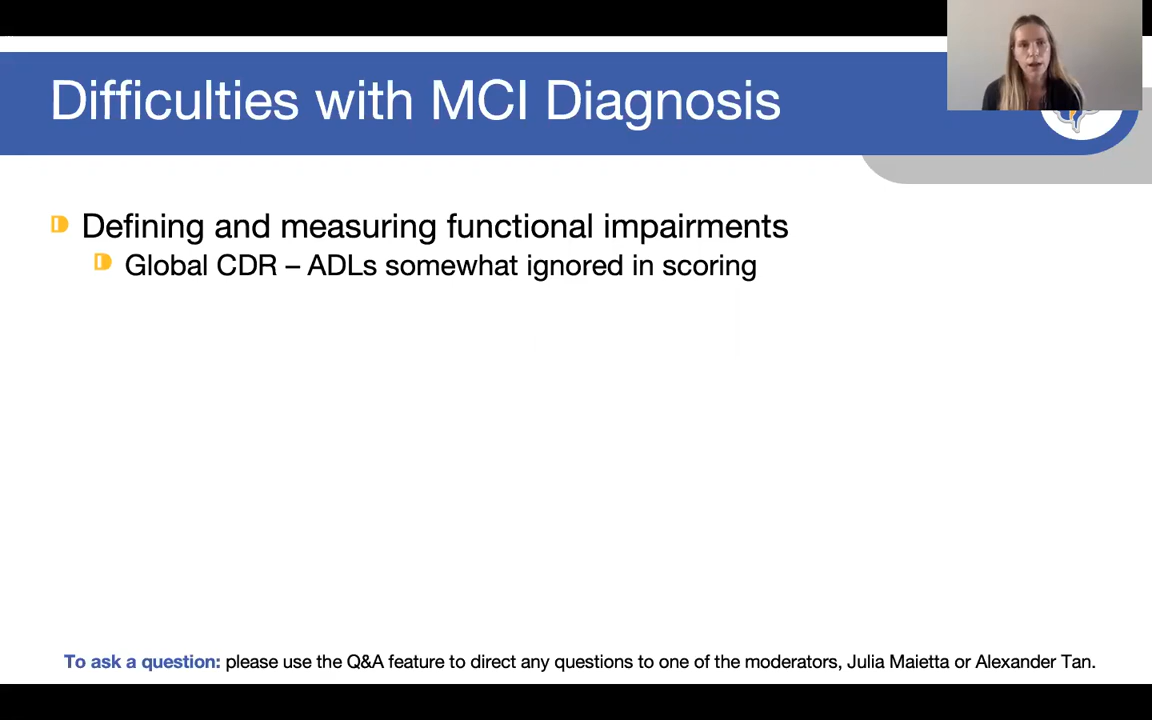 Difficulties with MCI Diagnosis
Defining and measuring functional impairments
Global CDR – ADLs somewhat ignored in scoring
To ask a question: please use the Q&A feature to direct any questions to one of the moderators, Julia Maietta or Alexander Tan.